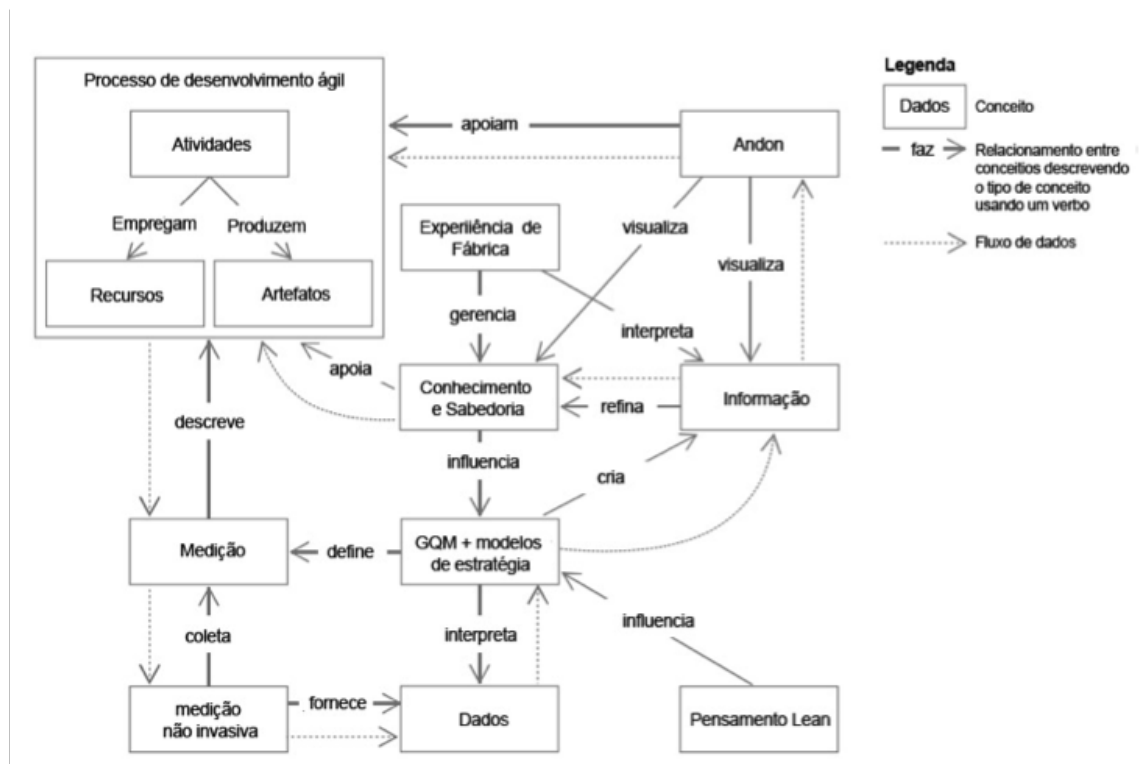 Processo de desenvolvimento ágil
Atividades
Empregam
Produzem
Recursos
Artefatos
apoiam
Andon
Experiiência de
Fábrica
visualiza
visualiza
gerencia
interpreta
apoia
Conhecimento
e Sabedoria
refina
Informação
descreve
influencia
cria
Medição
define
GQM + modelos
de estratégia
coleta
interpreta
influencia
medição
não invasiva
fornece
Dados
Pensamento Lean
Legenda
Dados
Conceito
faz
Relacionamento entre
conceitios descrevendo
o tipo de conceito
usando um verbo
Fluxo de dados